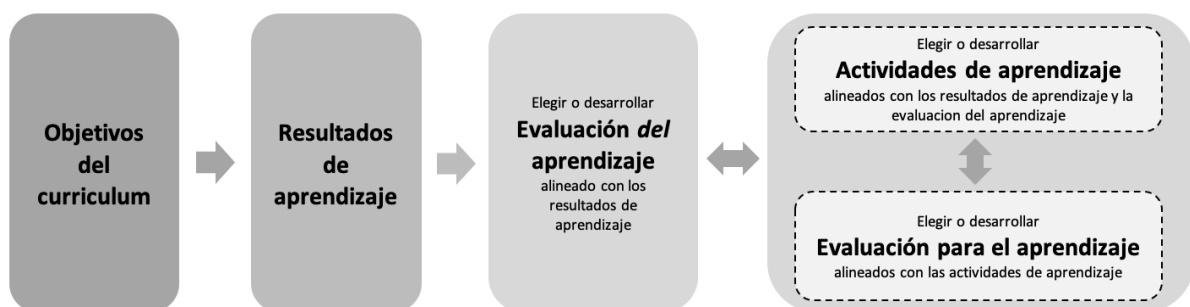 Objetivos
del
curriculum
Resultados
de
aprendizaje
Elegir o desarrollar
Evaluación del
aprendizaje
alineado con los
resultados de
aprendizaje
Elegir o desarrollar
Actividades de aprendizaje
alineados con los resultados de aprendizaje y la
evaluacion del aprendizaje
Elegir o desarrollar
Evaluación para el aprendizaje
alineados con las actividades de aprendizaje